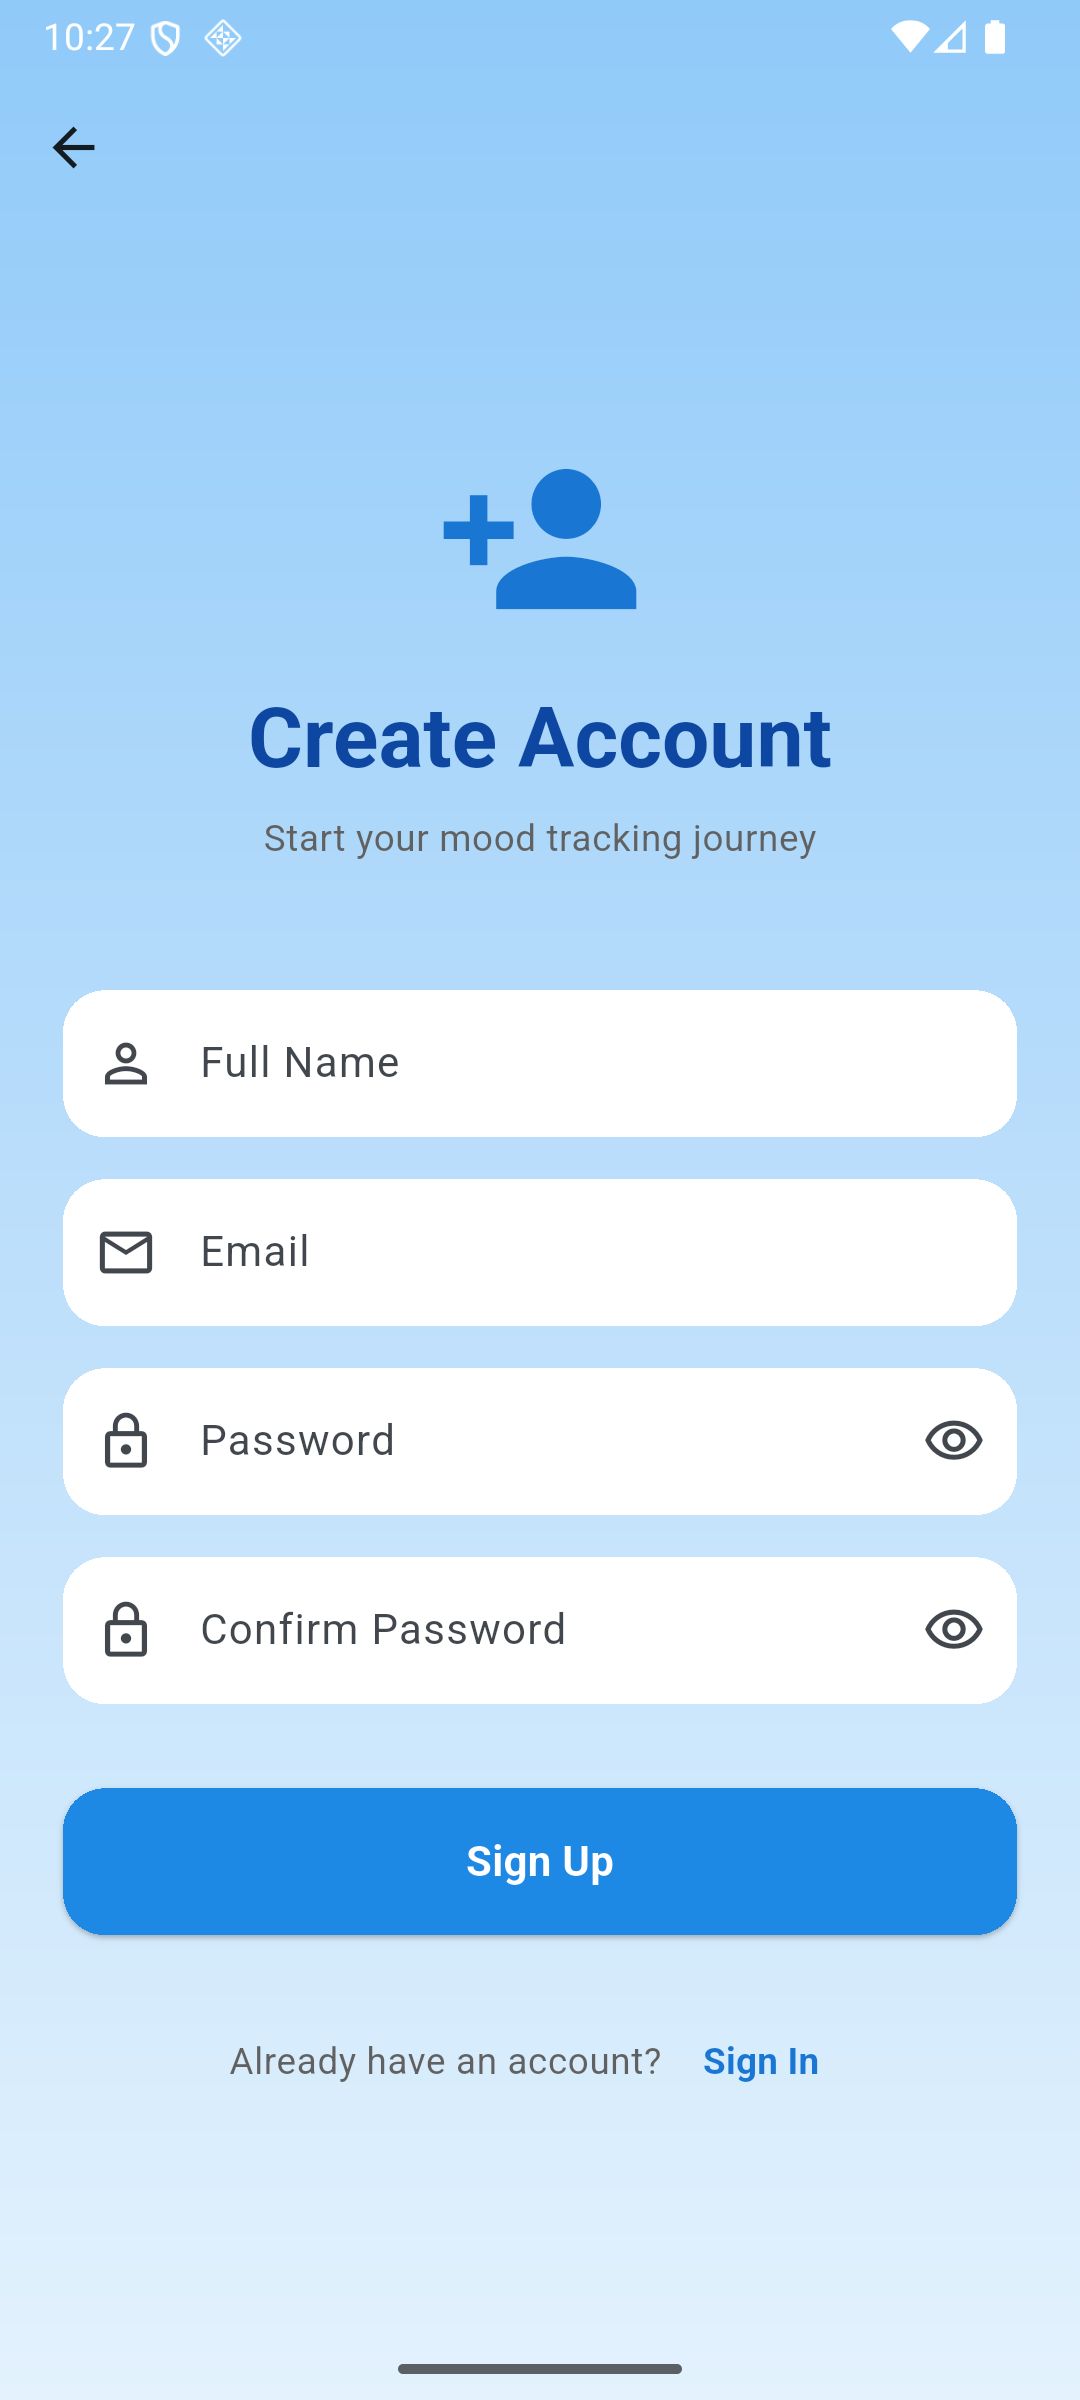 10:27
Create Account
Start your mood tracking journey
Full Name
Email
Password
Confirm Password
Sign Up
Already have an account? Sign In